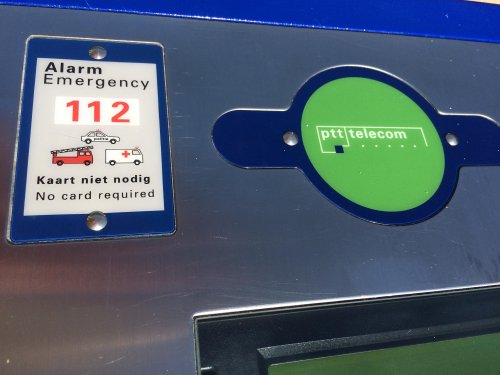 Alarm
Emergency
112
Kaart niet nodig
No card required
ptt telecom